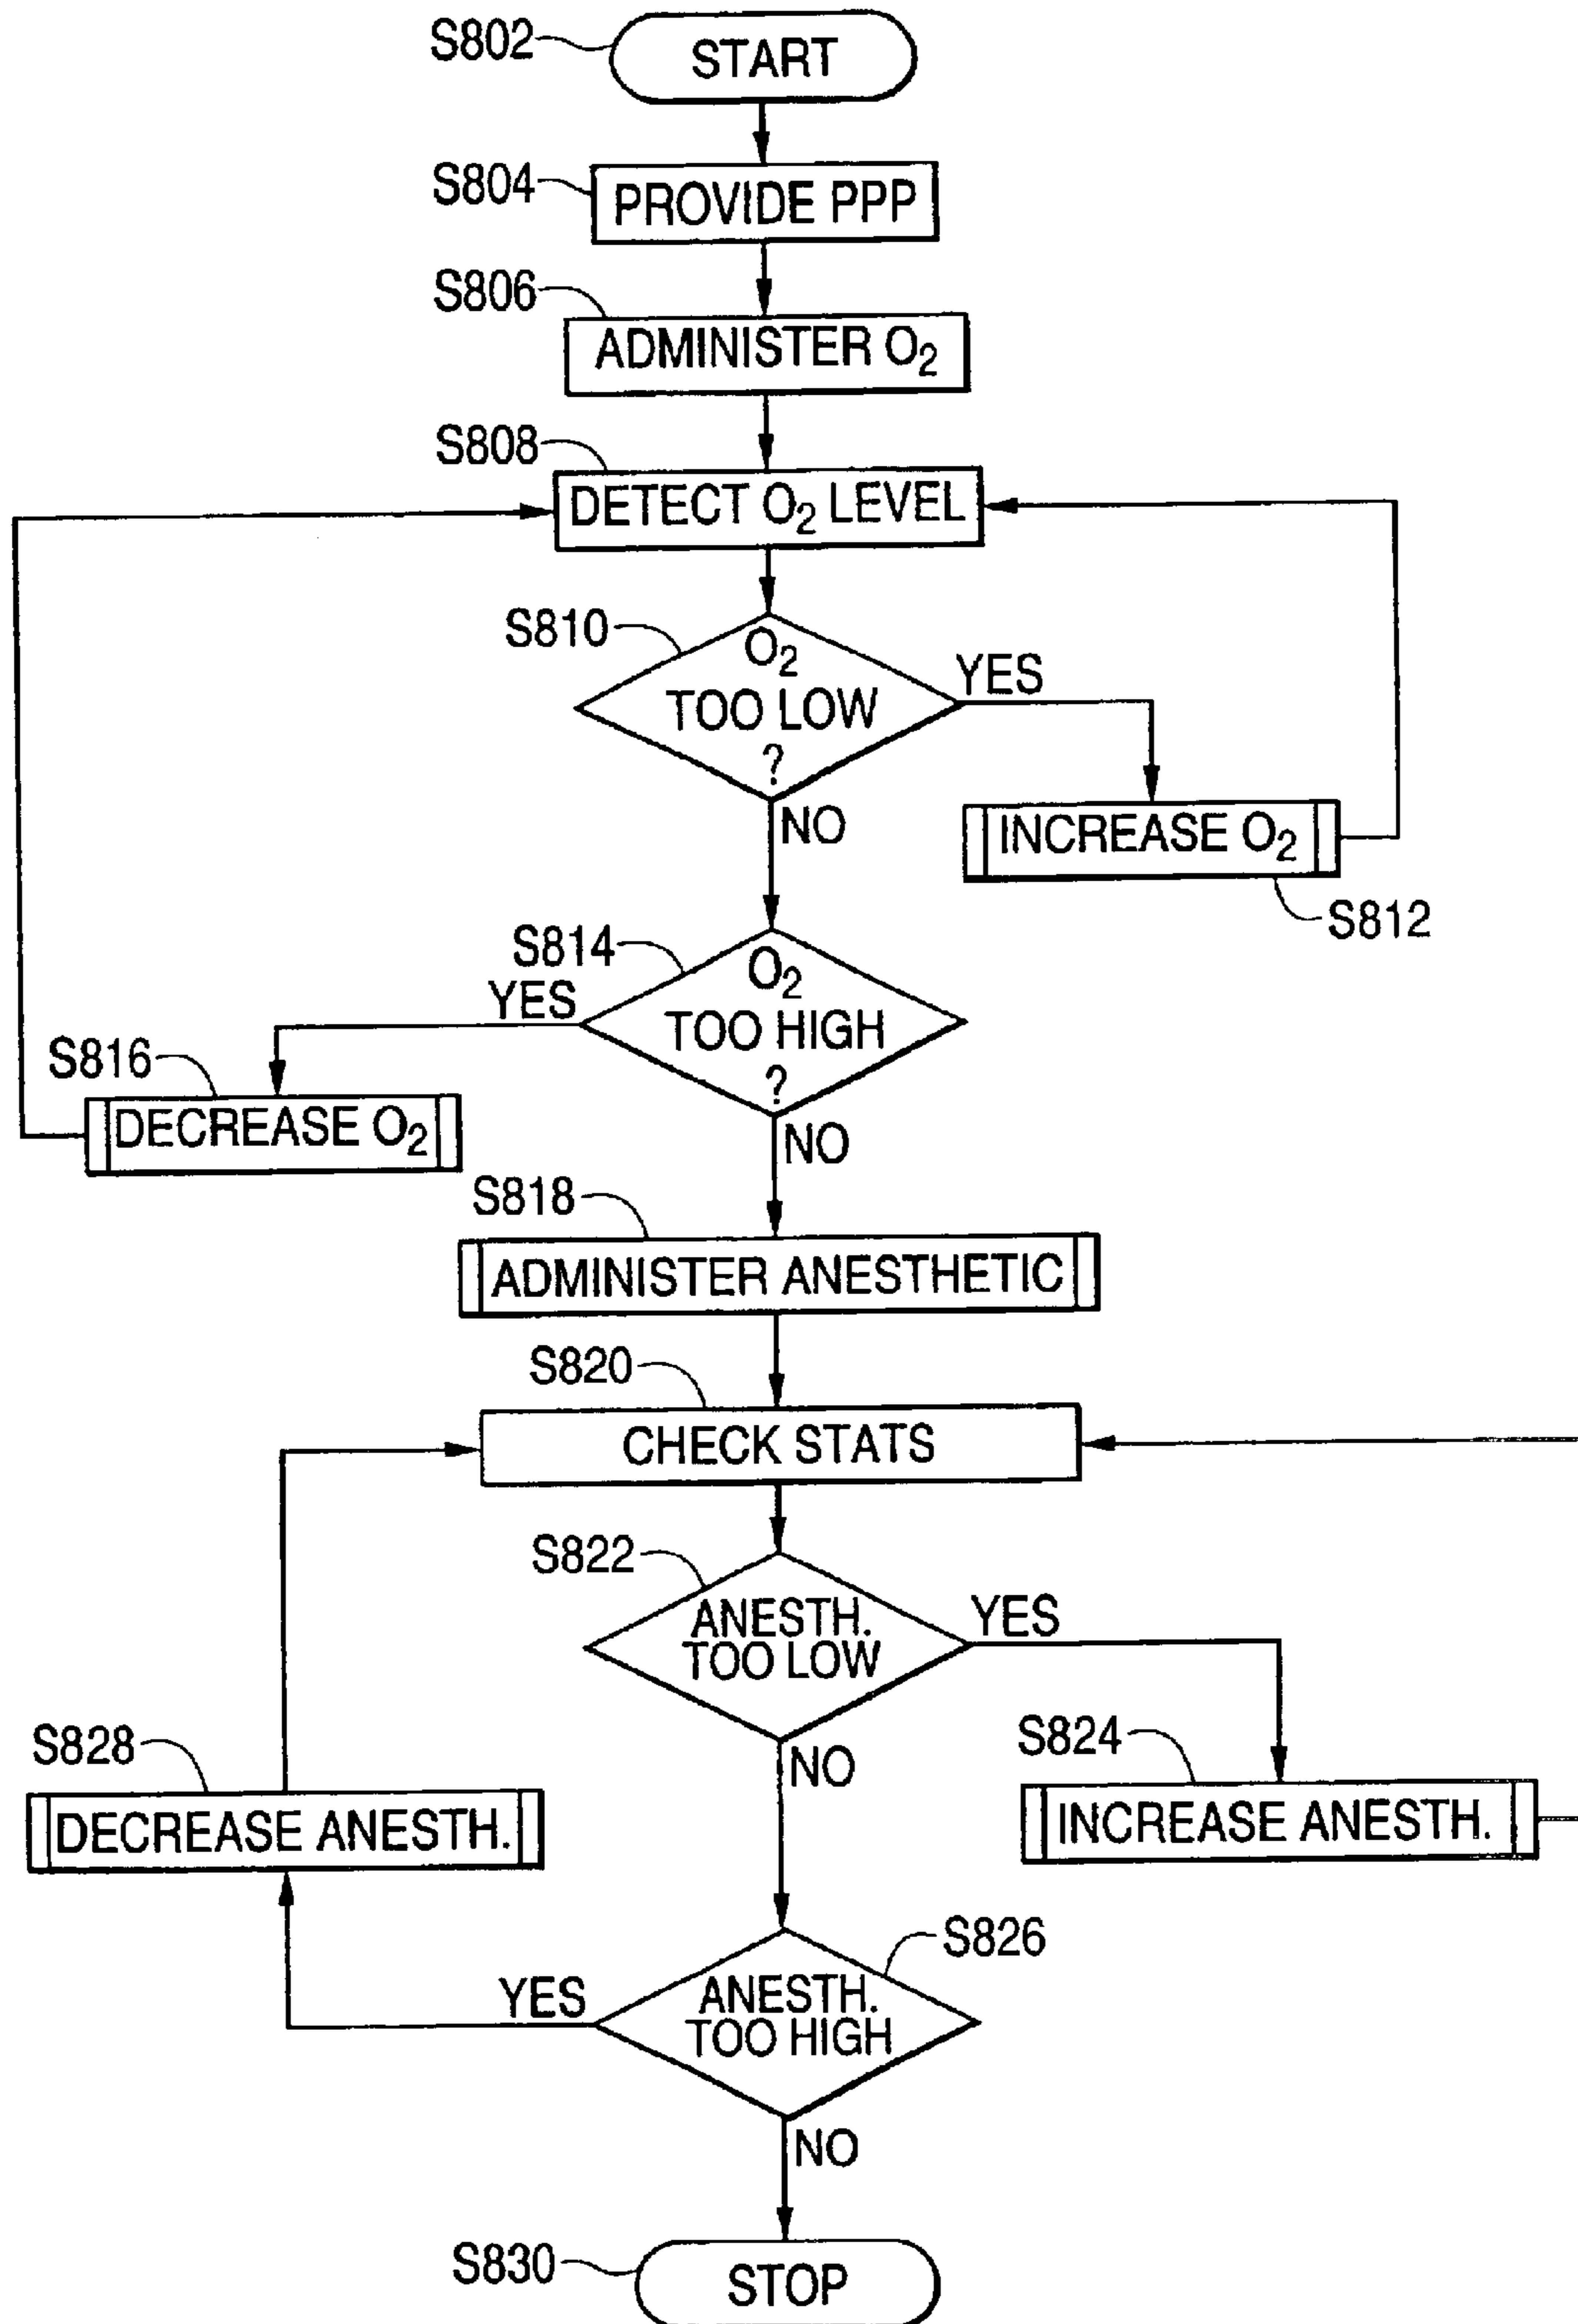 S802
START
S804
PROVIDE PPP
S806
ADMINISTER O₂
S808
DETECT O₂ LEVEL
S810
O₂
TOO LOW
?
YES
NO
INCREASE O₂
S812
S814
O₂
TOO HIGH
?
YES
NO
S816
DECREASE O₂
S818
ADMINISTER ANESTHETIC
S820
CHECK STATS
S822
ANESTH.
TOO LOW
YES
NO
S824
INCREASE ANESTH.
S828
DECREASE ANESTH.
S826
ANESTH.
TOO HIGH
YES
NO
S830
STOP